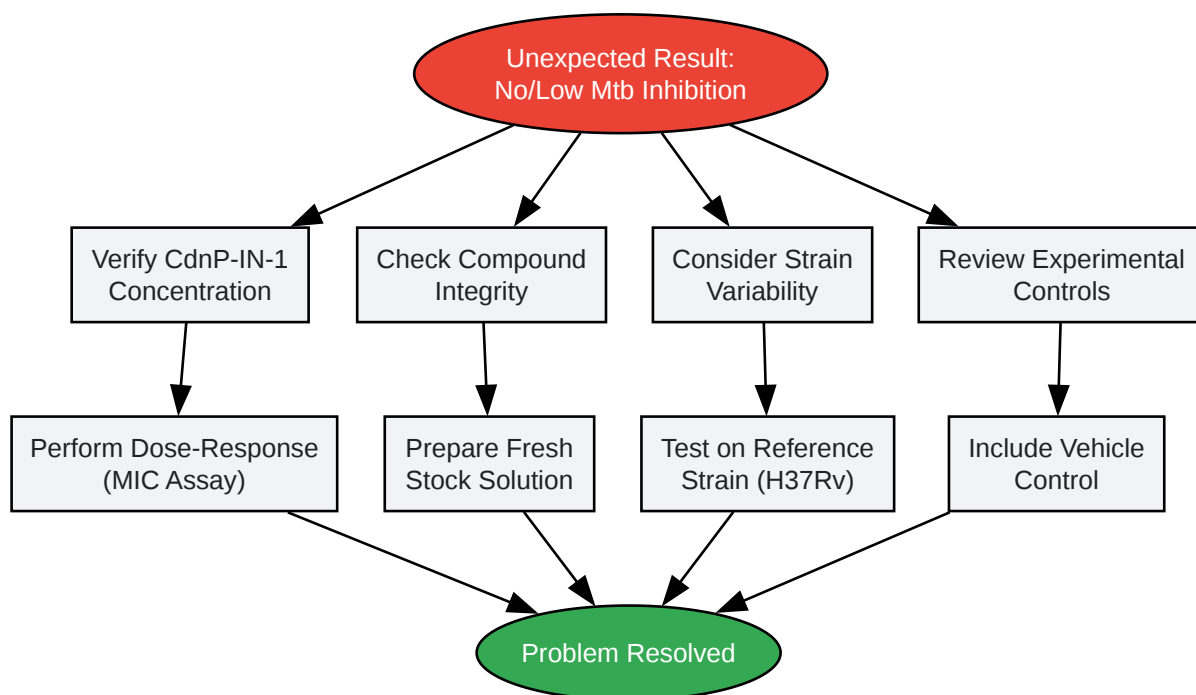 Unexpected Result:
No/Low Mtb Inhibition
Verify CdnP-IN-1
Concentration
Check Compound
Integrity
Consider Strain
Variability
Review Experimental
Controls
Perform Dose-Response
(MIC Assay)
Prepare Fresh
Stock Solution
Test on Reference
Strain (H37Rv)
Include Vehicle
Control
Problem Resolved